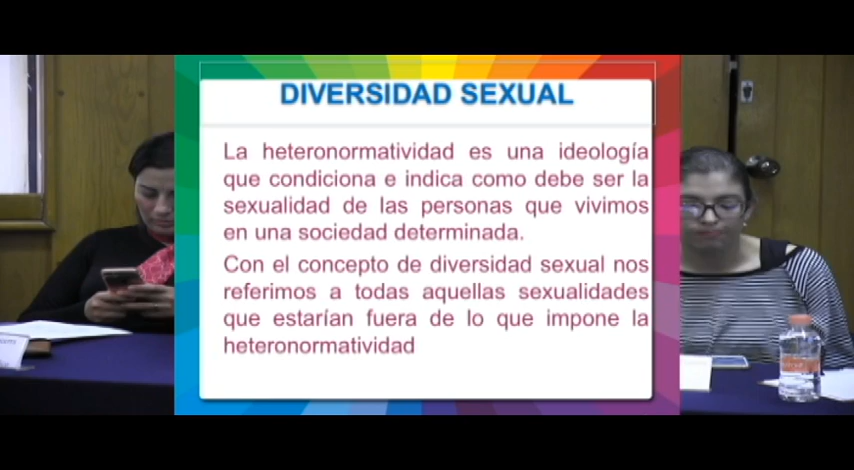 DIVERSIDAD SEXUAL
La heteronormatividad es una ideología
que condiciona e indica como debe ser la
sexualidad de las personas que vivimos
en una sociedad determinada.
Con el concepto de diversidad sexual nos
referimos a todas aquellas sexualidades
que estarían fuera de lo que impone la
heteronormatividad